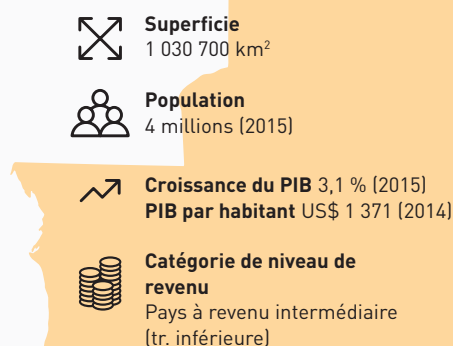 Superficie
1 030 700 km²
Population
4 millions (2015)
Croissance du PIB 3,1 % (2015)
PIB par habitant US$ 1 371 (2014)
Catégorie de niveau de
revenu
Pays à revenu intermédiaire
(tr. inférieure)